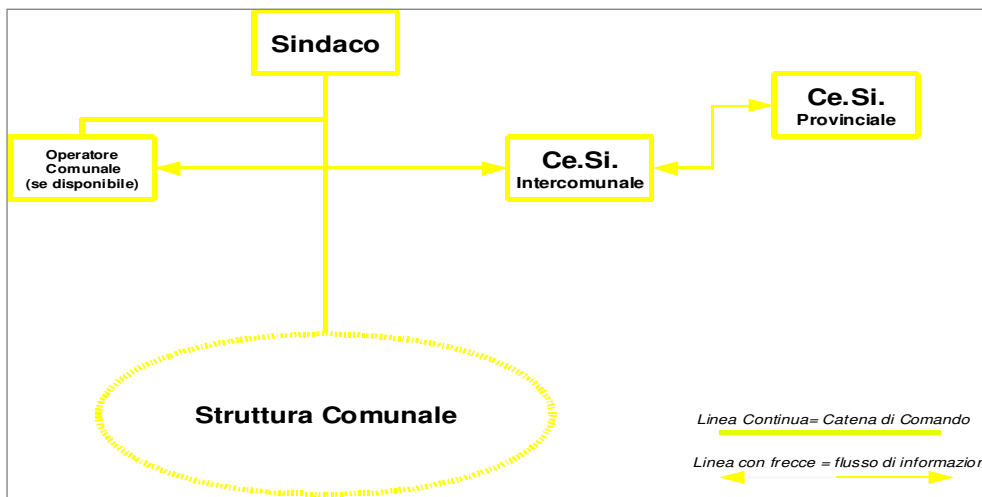 Sindaco
Ce.Si.
Provinciale
Operatore
Comunale
(se disponibile)
Ce.Si.
Intercomunale
Struttura Comunale
Linea Continua= Catena di Comando
Linea con frecce = flusso di informazion